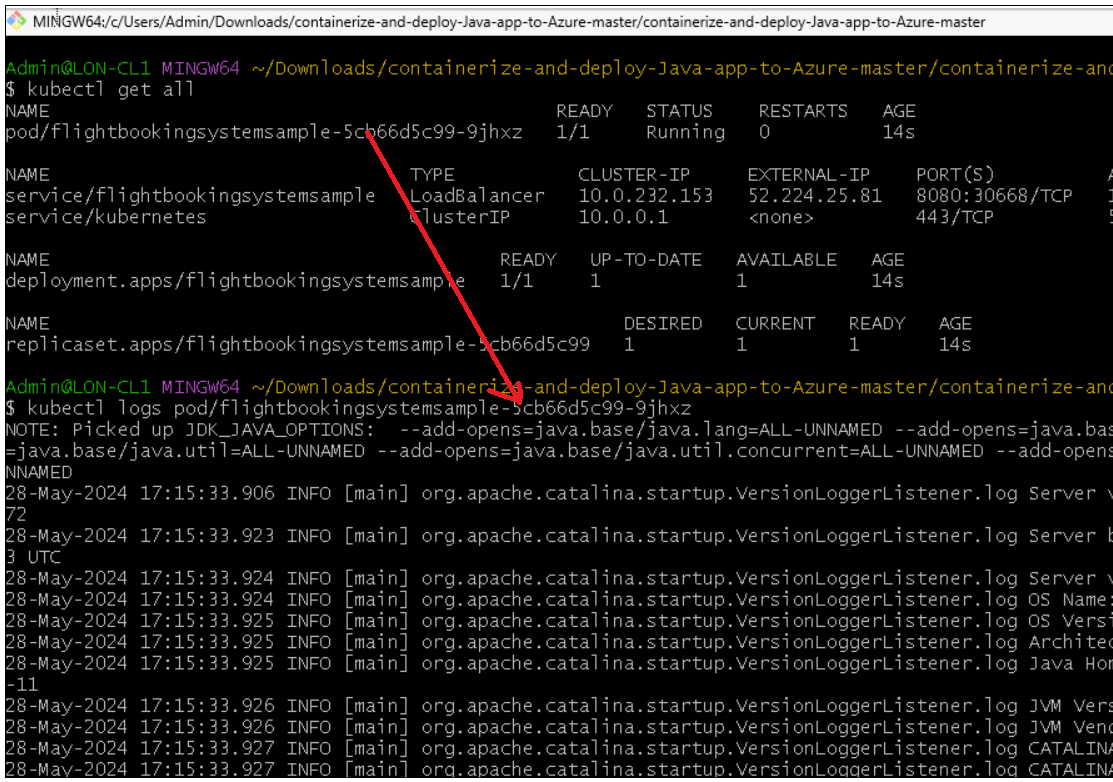 MINGW64:/c/Users/Admin/Downloads/containerize-and-deploy-Java-app-to-Azure-master/containerize-and-deploy-Java-app-to-Azure-master
Admin@LON-CL1 MINGW64 ~/Downloads/containerize-and-deploy-Java-app-to-Azure-master/containerize-and
$ kubectl get all
NAME READY STATUS RESTARTS AGE
pod/flightbookingsystemsample-5cb66d5c99-9jhxz 1/1 Running 0 14s
NAME TYPE CLUSTER-IP EXTERNAL-IP PORT(S) A
service/flightbookingsystemsample LoadBalancer 10.0.232.153 52.224.25.81 8080:30668/TCP 1
service/kubernetes ClusterIP 10.0.0.1 <none> 443/TCP 5
NAME READY UP-TO-DATE AVAILABLE AGE
deployment.apps/flightbookingsystemsample 1/1 1 1 14s
NAME DESIRED CURRENT READY AGE
replicaset.apps/flightbookingsystemsample-5cb66d5c99 1 1 1 14s
Admin@LON-CL1 MINGW64 ~/Downloads/containerize-and-deploy-Java-app-to-Azure-master/containerize-and
$ kubectl logs pod/flightbookingsystemsample-5cb66d5c99-9jhxz
NOTE: Picked up JDK_JAVA_OPTIONS: --add-opens=java.base/java.lang=ALL-UNNAMED --add-opens=java.bas
=java.base/java.util=ALL-UNNAMED --add-opens=java.base/java.util.concurrent=ALL-UNNAMED --add-opens
NNAMED
28-May-2024 17:15:33.906 INFO [main] org.apache.catalina.startup.VersionLoggerListener.log Server v
72
28-May-2024 17:15:33.923 INFO [main] org.apache.catalina.startup.VersionLoggerListener.log Server b
3 UTC
28-May-2024 17:15:33.924 INFO [main] org.apache.catalina.startup.VersionLoggerListener.log Server v
28-May-2024 17:15:33.924 INFO [main] org.apache.catalina.startup.VersionLoggerListener.log OS Name:
28-May-2024 17:15:33.925 INFO [main] org.apache.catalina.startup.VersionLoggerListener.log OS Versi
28-May-2024 17:15:33.925 INFO [main] org.apache.catalina.startup.VersionLoggerListener.log Architec
28-May-2024 17:15:33.925 INFO [main] org.apache.catalina.startup.VersionLoggerListener.log Java Hom
-11
28-May-2024 17:15:33.926 INFO [main] org.apache.catalina.startup.VersionLoggerListener.log JVM Vers
28-May-2024 17:15:33.926 INFO [main] org.apache.catalina.startup.VersionLoggerListener.log JVM Vend
28-May-2024 17:15:33.927 INFO [main] org.apache.catalina.startup.VersionLoggerListener.log CATALINA
28-May-2024 17:15:33.927 INFO [main] org.apache.catalina.startup.VersionLoggerListener.log CATALINA